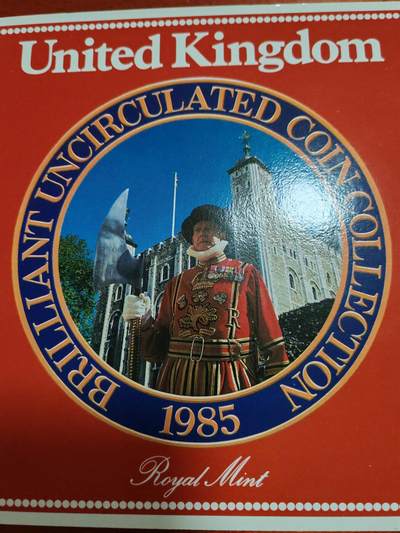 United Kingdom
BRILLIANT UNCIRCULATED COIN COLLECTION
1985
Royal Mint